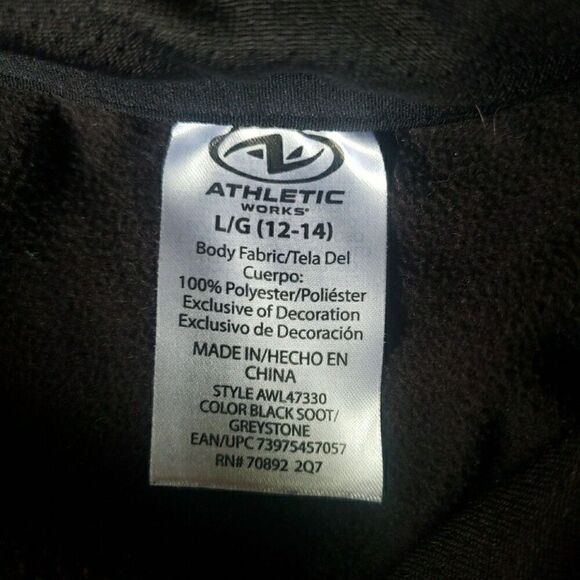 ATHLETIC
WORKS®
L/G (12-14)
Body Fabric/Tela Del
Cuerpo:
100% Polyester/Poliéster
Exclusive of Decoration
Exclusivo de Decoración
MADE IN/HECHO EN
CHINA
STYLE AWL47330
COLOR BLACK SOOT/
GREYSTONE
EAN/UPC 73975457057
RN# 70892 2Q7